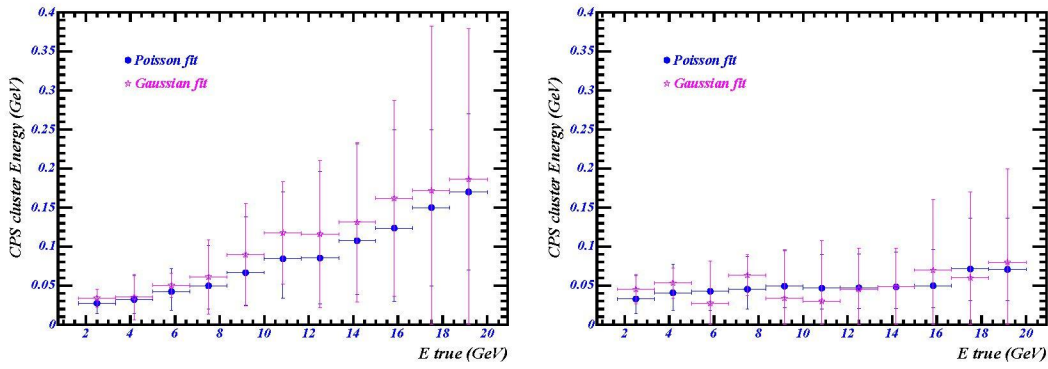 CPS cluster Energy (GeV)
0.4
0.35
0.3
0.25
0.2
0.15
0.1
0.05
0
Poisson fit
Gaussian fit
2 4 6 8 10 12 14 16 18 20
E true (GeV)
CPS cluster Energy (GeV)
0.4
0.35
0.3
0.25
0.2
0.15
0.1
0.05
0
Poisson fit
Gaussian fit
2 4 6 8 10 12 14 16 18 20
E true (GeV)